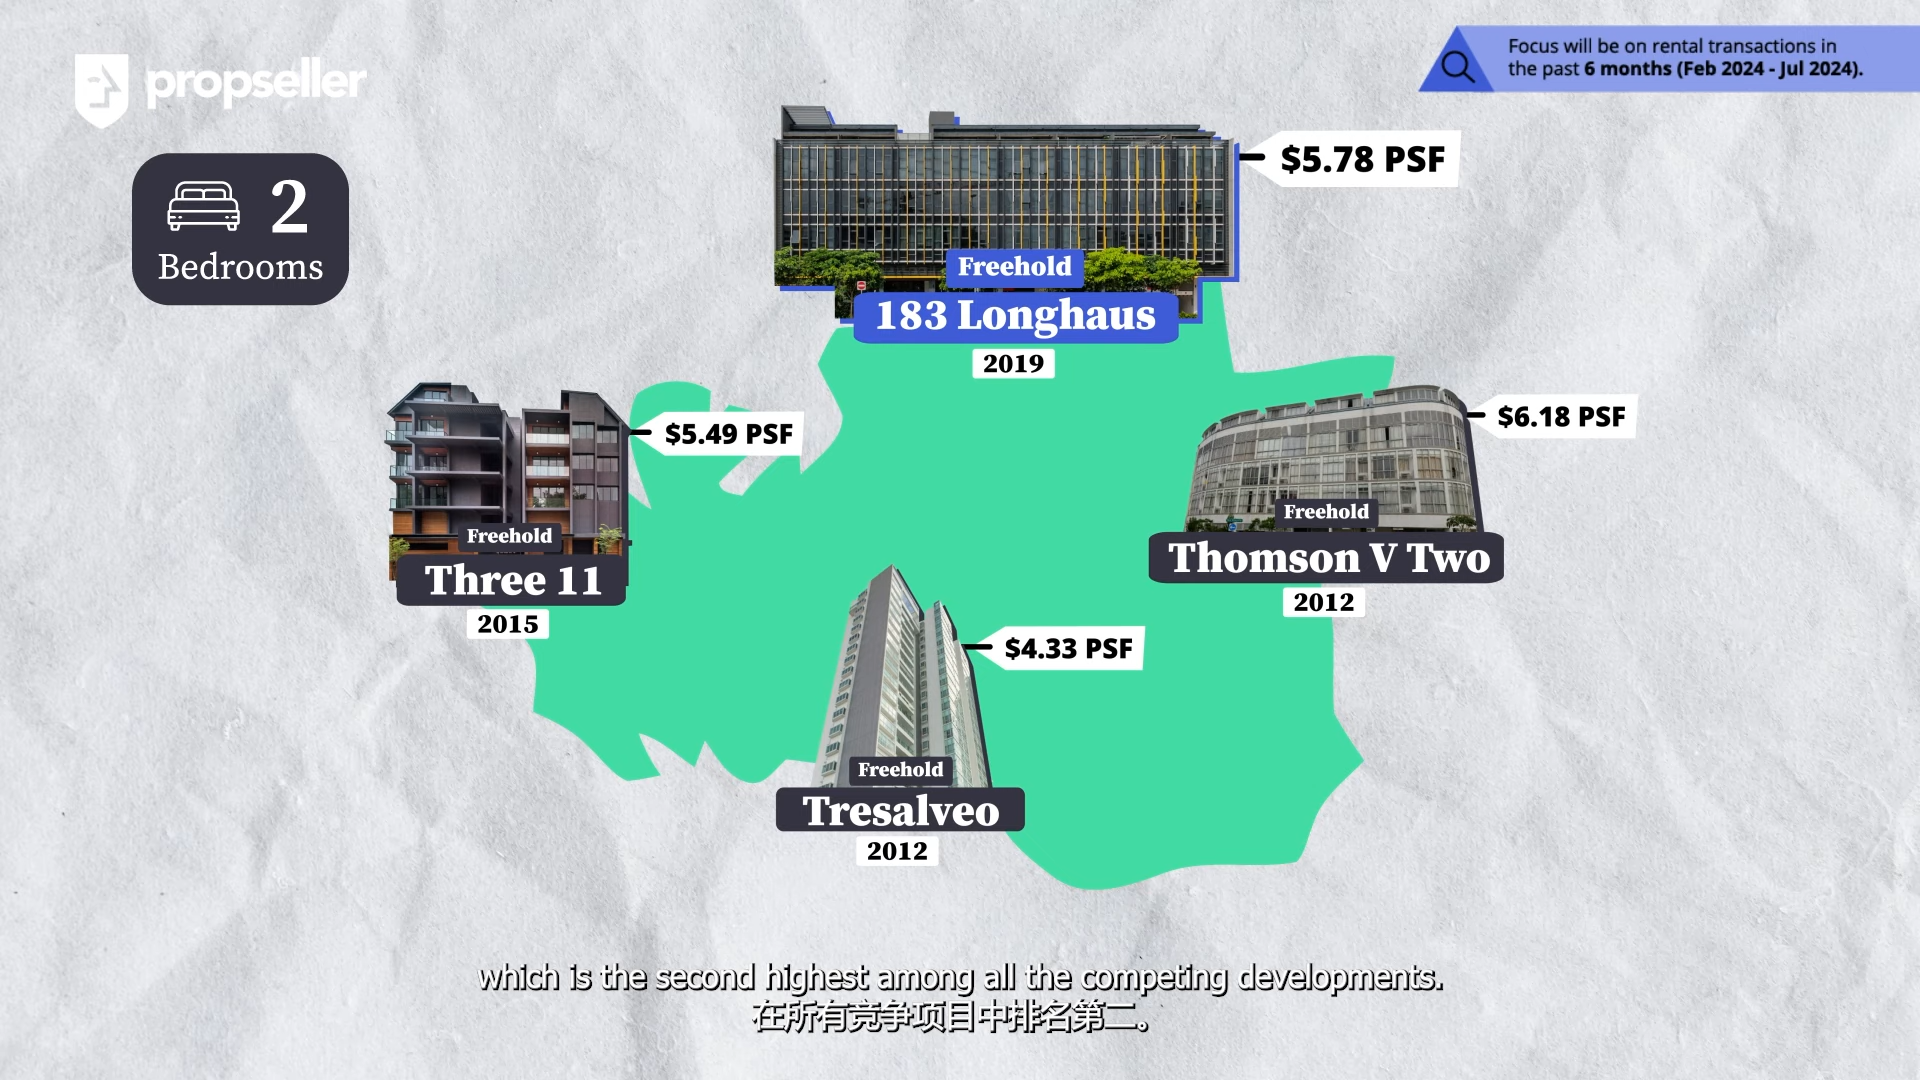 propseller
Focus will be on rental transactions in
the past 6 months (Feb 2024 - Jul 2024).
2
Bedrooms
$5.78 PSF
Freehold
183 Longhaus
2019
$5.49 PSF
Freehold
Three 11
2015
$6.18 PSF
Freehold
Thomson V Two
2012
$4.33 PSF
Freehold
Tresalveo
2012
which is the second highest among all the competing developments.
在所有竞争项目中排名第二。